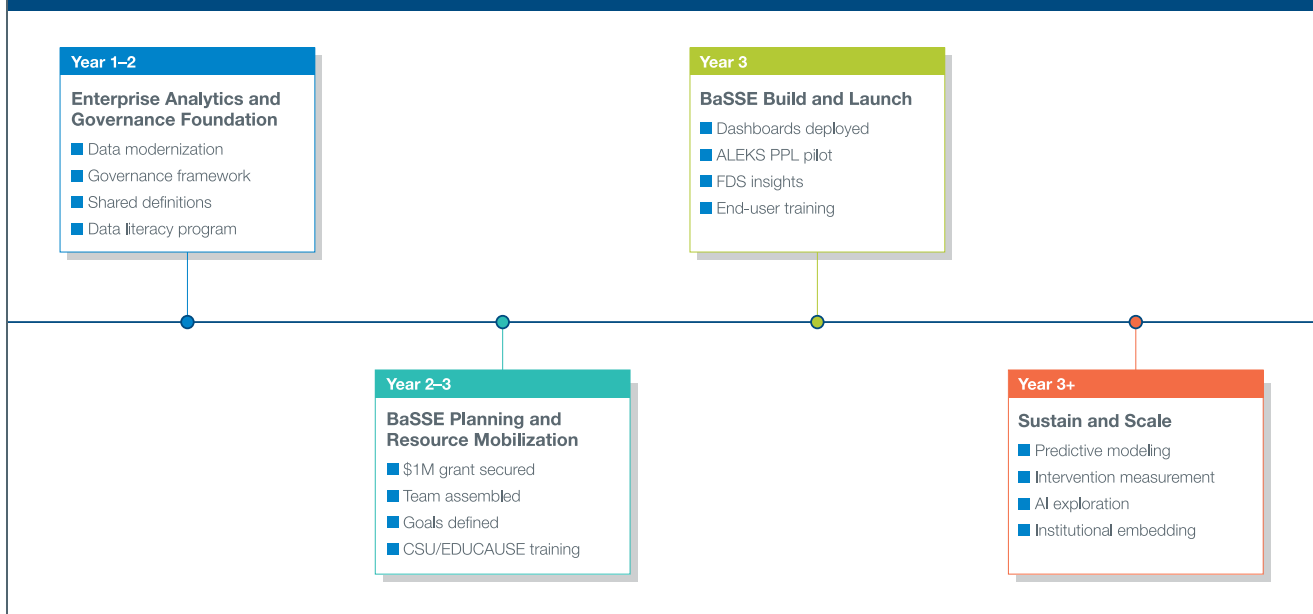 Year 1–2
Enterprise Analytics and
Governance Foundation
Data modernization
Governance framework
Shared definitions
Data literacy program
Year 2–3
BaSSE Planning and
Resource Mobilization
$1M grant secured
Team assembled
Goals defined
CSU/EDUCAUSE training
Year 3
BaSSE Build and Launch
Dashboards deployed
ALEKS PPL pilot
FDS insights
End-user training
Year 3+
Sustain and Scale
Predictive modeling
Intervention measurement
AI exploration
Institutional embedding